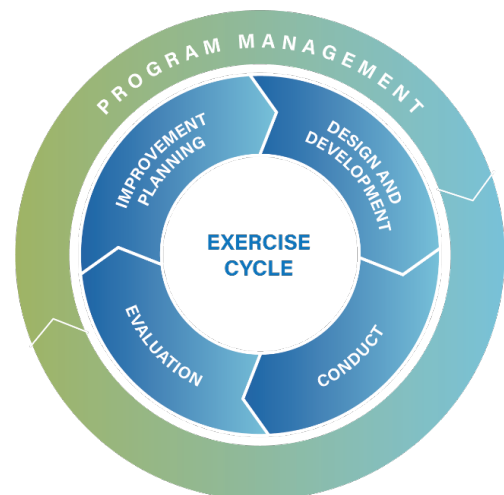 PROGRAM MANAGEMENT
DESIGN AND
DEVELOPMENT
CONDUCT
EVALUATION
IMPROVEMENT
PLANNING
EXERCISE
CYCLE